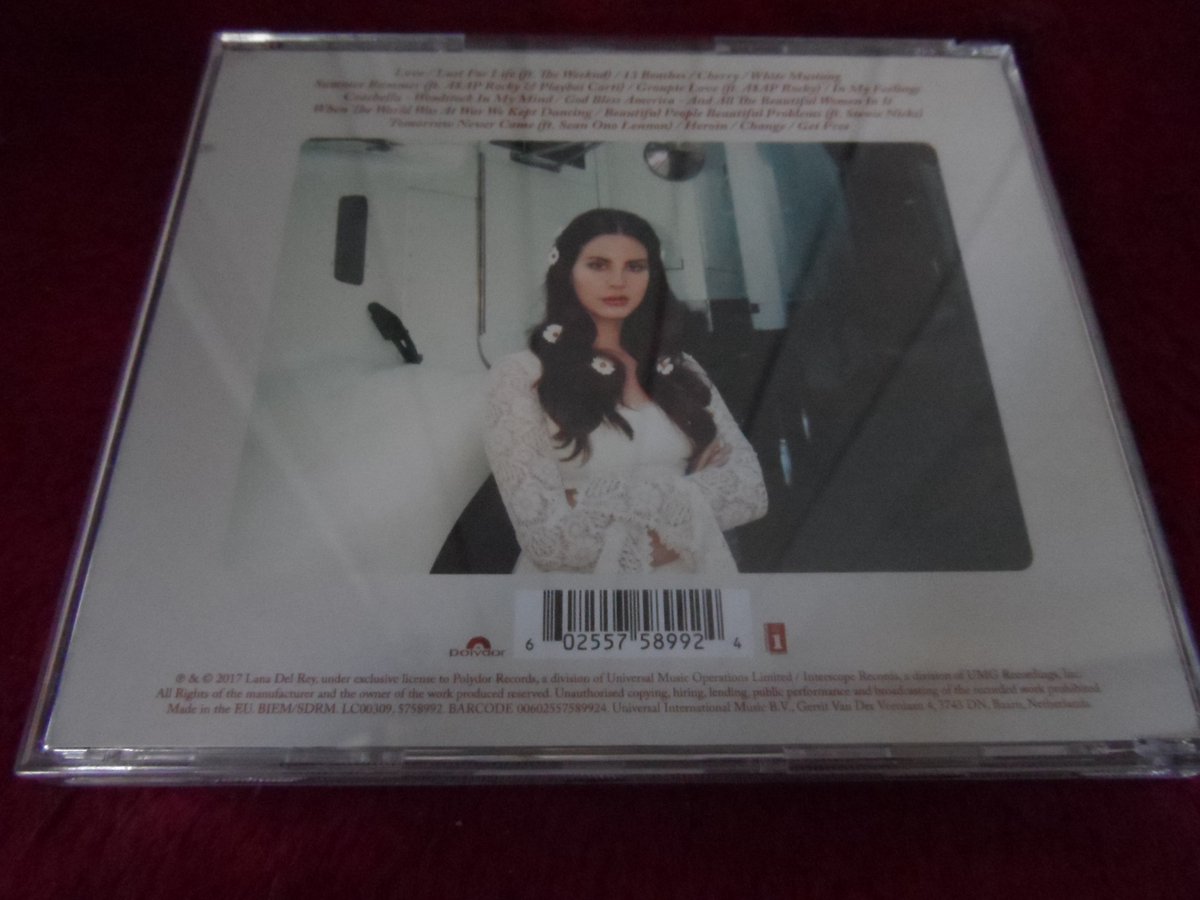 Love / Lust For Life (ft. The Weeknd) / 13 Beaches / Cherry / White Mustang
Summer Bummer (ft. A$AP Rocky & Playboi Carti) / Groupie Love (ft. A$AP Rocky) / In My Feelings
Coachella - Woodstock In My Mind / God Bless America - And All The Beautiful Women In It
When The World Was At War We Kept Dancing / Beautiful People Beautiful Problems (ft. Stevie Nicks)
Tomorrow Never Came (ft. Sean Ono Lennon) / Heroin / Change / Get Free
polydor
6 02557 58992 4
1
℗ & © 2017 Lana Del Rey, under exclusive license to Polydor Records, a division of Universal Music Operations Limited / Interscope Records, a division of UMG Recordings, Inc.
All Rights of the manufacturer and the owner of the work produced reserved. Unauthorised copying, hiring, lending, public performance and broadcasting of the recorded work prohibited.
Made in the EU. BIEM/SDRM. LC00309. 5758992. BARCODE 00602557589924. Universal International Music B.V., Gerrit Van Der Veenlaan 4, 3743 DN, Baarn, Netherlands.